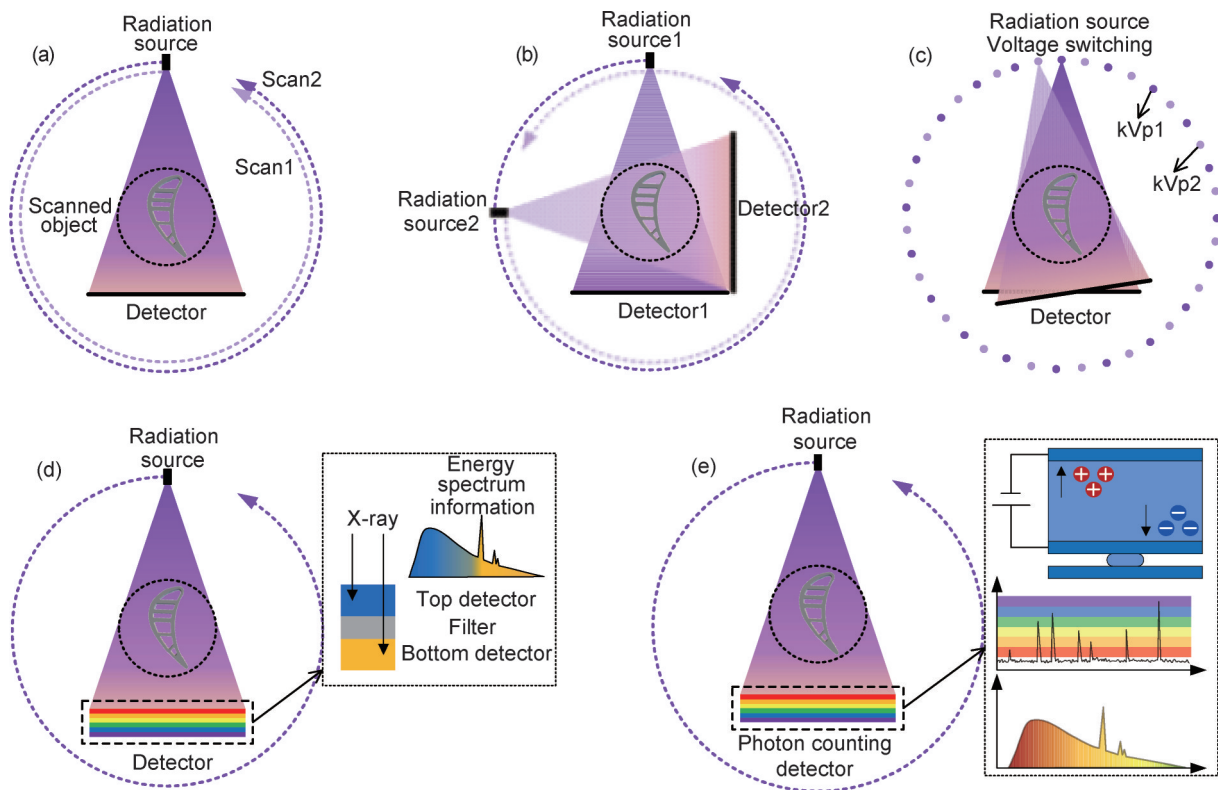 (a)
Radiation
source
Scan2
Scan1
Scanned
object
Detector
(b)
Radiation
source1
Radiation
source2
Detector2
Detector1
(c)
Radiation source
Voltage switching
kVp1
kVp2
Detector
(d)
Radiation
source
Energy
spectrum
information
X-ray
Top detector
Filter
Bottom detector
Detector
(e)
Radiation
source
Photon counting
detector